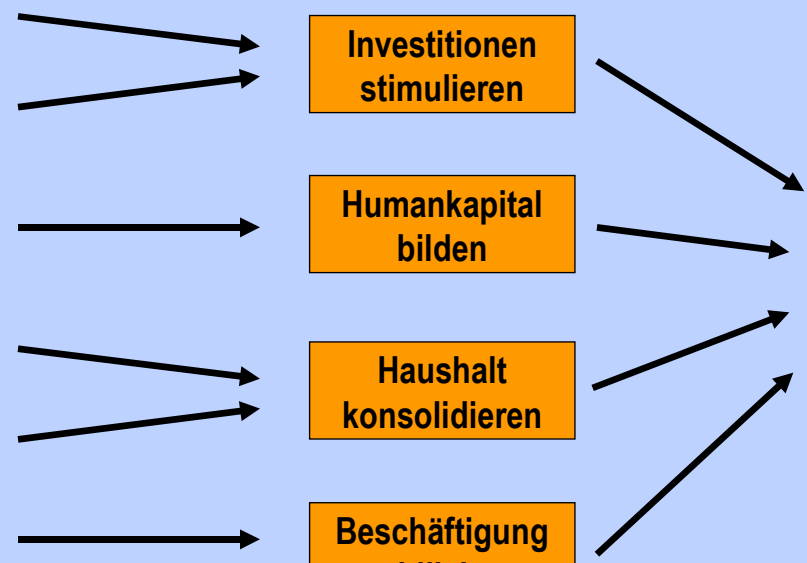 Investitionen
stimulieren
Humankapital
bilden
Haushalt
konsolidieren
Beschäftigung